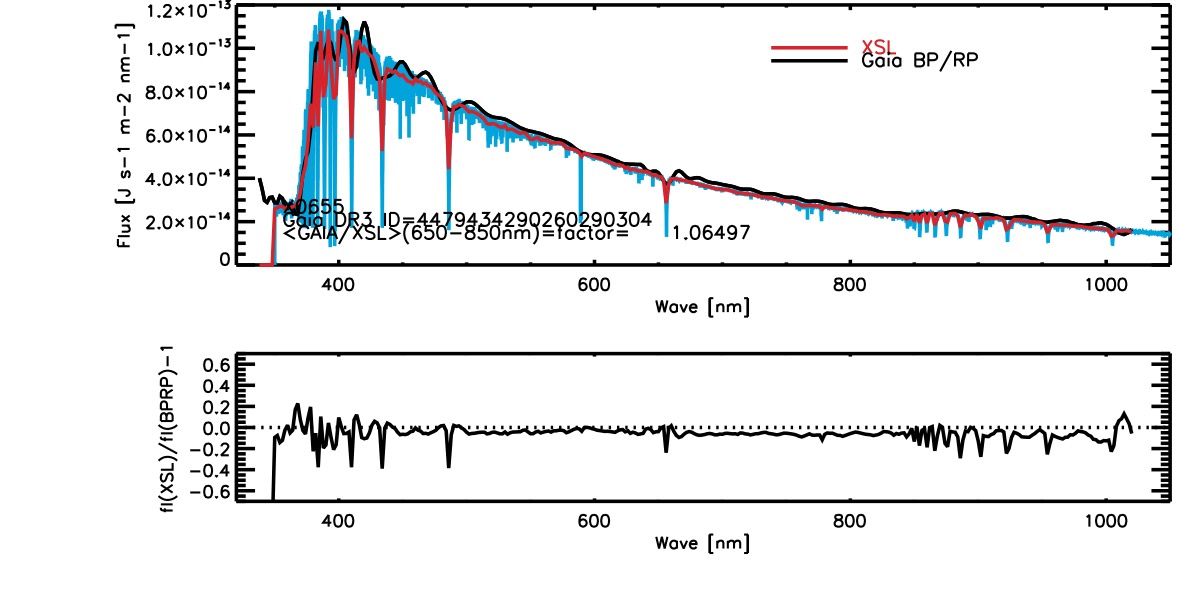 1.2×10−13
1.0×10−13
8.0×10−14
6.0×10−14
4.0×10−14
2.0×10−14
0
Flux [J s−1 m−2 nm−1]
XSL
Gaia BP/RP
X0655
Gaia DR3 ID=4479434290260290304
<GAIA/XSL>(650−850nm)=factor= 1.06497
400 600 800 1000
Wave [nm]
0.6
0.4
0.2
0.0
−0.2
−0.4
−0.6
fl(XSL)/fl(BPRP)−1
400 600 800 1000
Wave [nm]